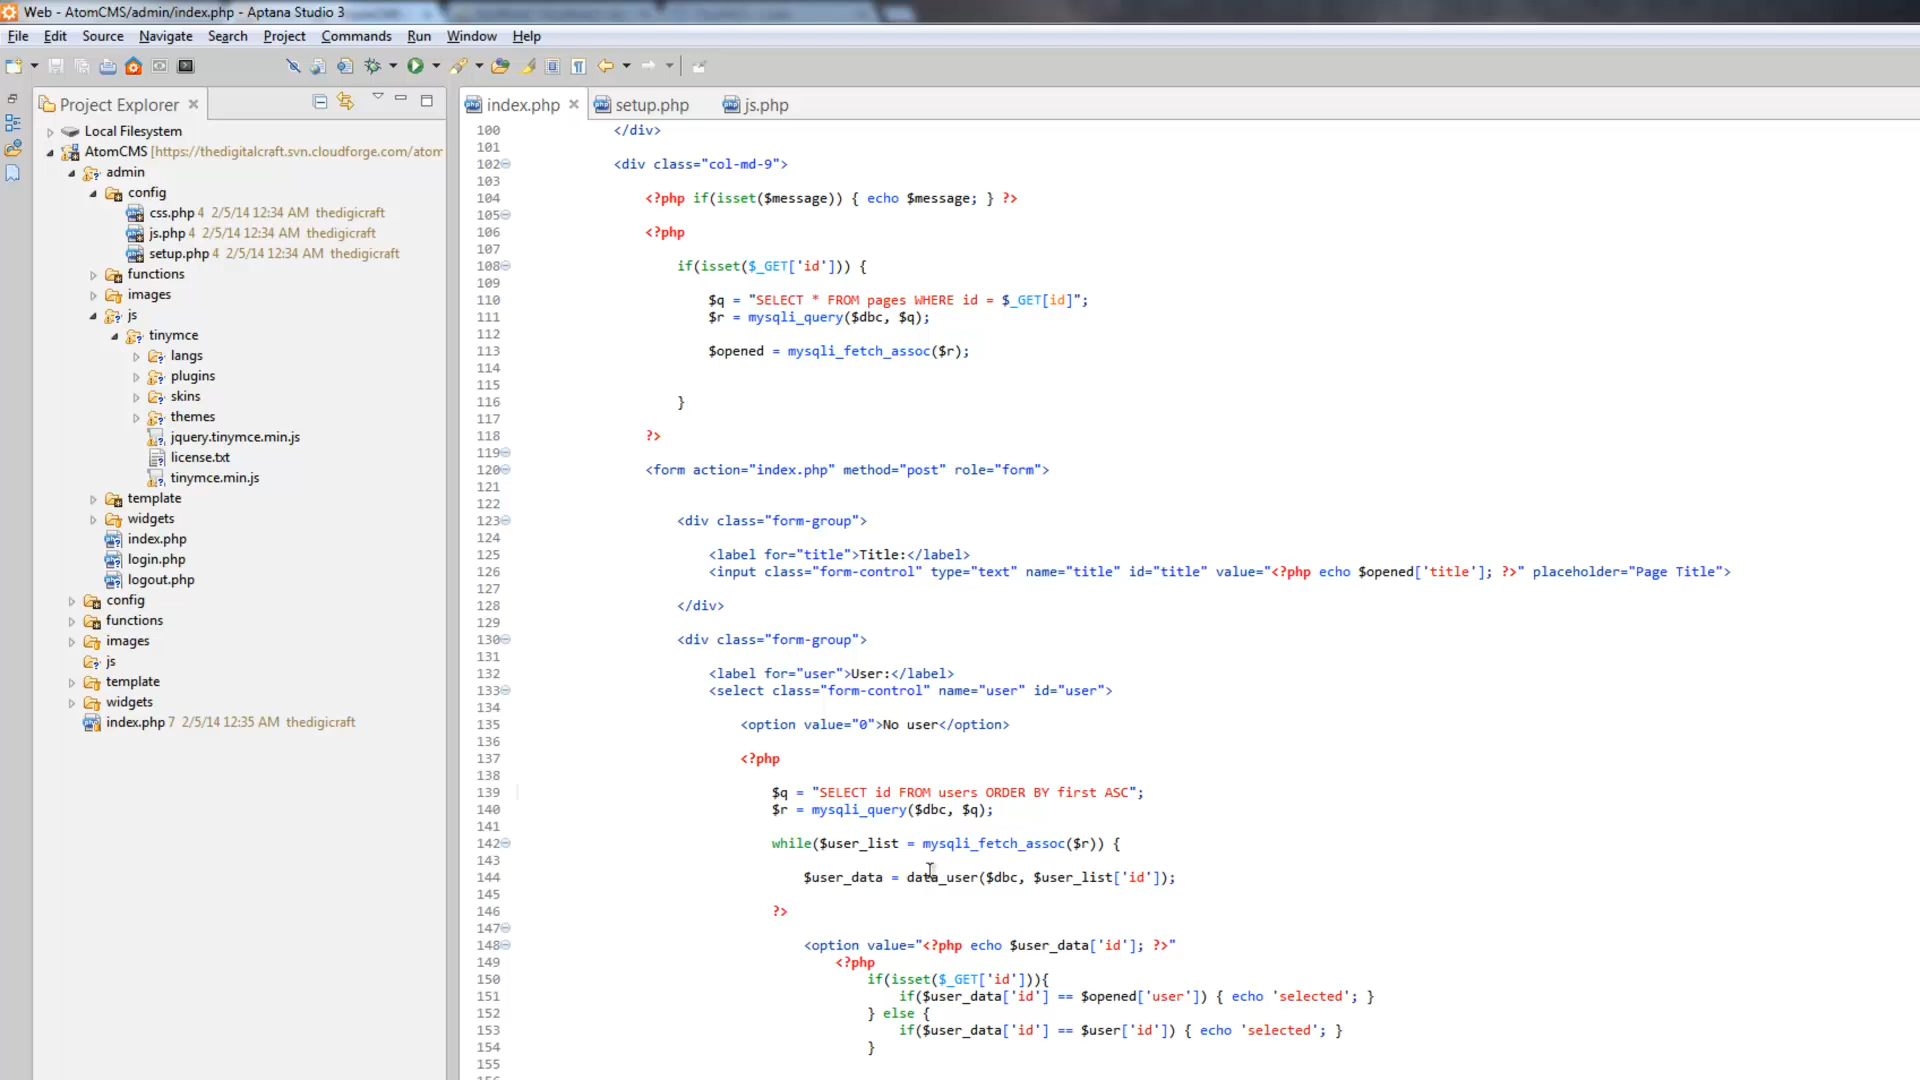 Web - AtomCMS/admin/index.php - Aptana Studio 3
File Edit Source Navigate Search Project Commands Run Window Help
Project Explorer
Local Filesystem
AtomCMS [https://thedigitalcraft.svn.cloudforge.com/atom
admin
config
css.php 4 2/5/14 12:34 AM thedigicraft
js.php 4 2/5/14 12:34 AM thedigicraft
setup.php 4 2/5/14 12:34 AM thedigicraft
functions
images
js
tinymce
langs
plugins
skins
themes
jquery.tinymce.min.js
license.txt
tinymce.min.js
template
widgets
index.php
login.php
logout.php
config
functions
images
js
template
widgets
index.php 7 2/5/14 12:35 AM thedigicraft
index.php setup.php js.php
100 </div>
101
102 <div class="col-md-9">
103
104 <?php if(isset($message)) { echo $message; } ?>
105
106 <?php
107
108 if(isset($_GET['id'])) {
109
110 $q = "SELECT * FROM pages WHERE id = $_GET[id]";
111 $r = mysqli_query($dbc, $q);
112
113 $opened = mysqli_fetch_assoc($r);
114
115
116 }
117
118 ?>
119
120 <form action="index.php" method="post" role="form">
121
122
123 <div class="form-group">
124
125 <label for="title">Title:</label>
126 <input class="form-control" type="text" name="title" id="title" value="<?php echo $opened['title']; ?>" placeholder="Page Title">
127
128 </div>
129
130 <div class="form-group">
131
132 <label for="user">User:</label>
133 <select class="form-control" name="user" id="user">
134
135 <option value="0">No user</option>
136
137 <?php
138
139 $q = "SELECT id FROM users ORDER BY first ASC";
140 $r = mysqli_query($dbc, $q);
141
142 while($user_list = mysqli_fetch_assoc($r)) {
143
144 $user_data = data_user($dbc, $user_list['id']);
145
146 ?>
147
148 <option value="<?php echo $user_data['id']; ?>"
149 <?php
150 if(isset($_GET['id'])){
151 if($user_data['id'] == $opened['user']) { echo 'selected'; }
152 } else {
153 if($user_data['id'] == $user['id']) { echo 'selected'; }
154 }
155